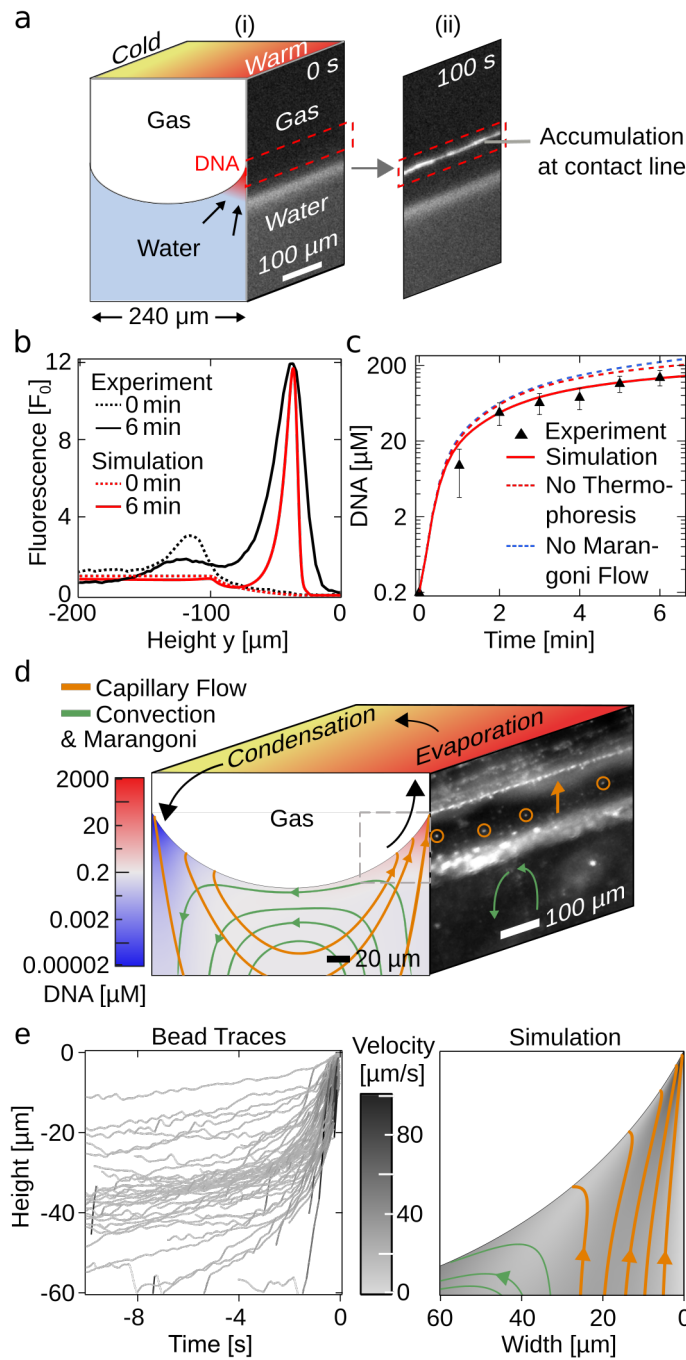 a
(i)
(ii)
Cold
Warm
0 s
100 s
Gas
Gas
DNA
Accumulation
at contact line
Water
Water
100 µm
240 µm
b
c
Fluorescence [F₀]
12
8
4
0
Experiment
0 min
6 min
Simulation
0 min
6 min
-200
-100
0
Height y [µm]
DNA [µM]
200
20
2
0.2
Experiment
Simulation
No Thermo-
phoresis
No Maran-
goni Flow
0
2
4
6
Time [min]
d
Capillary Flow
Convection
& Marangoni
Condensation
Evaporation
2000
20
0.2
0.002
0.00002
DNA [µM]
Gas
20 µm
100 µm
e
Bead Traces
Velocity
[µm/s]
Simulation
Height [µm]
0
-20
-40
-60
-8
-4
0
Time [s]
80
40
0
60
40
20
0
Width [µm]